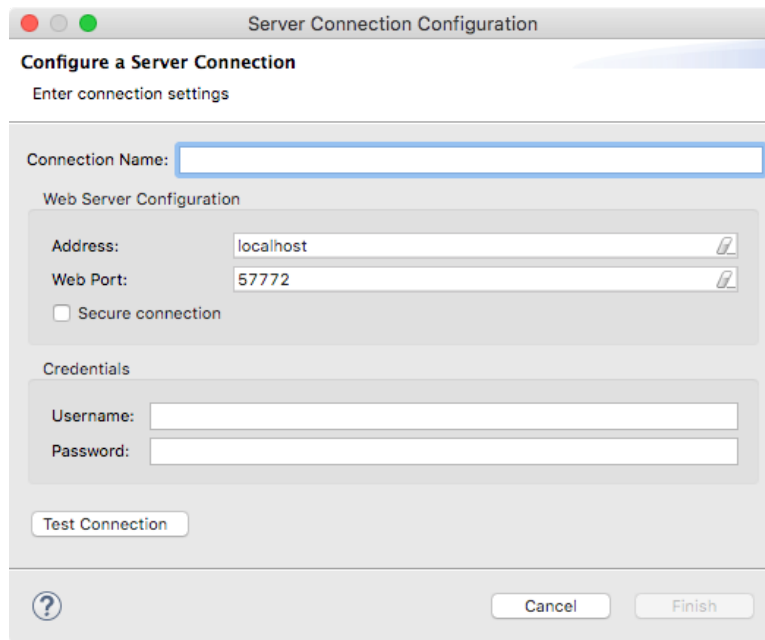 Server Connection Configuration
Configure a Server Connection
Enter connection settings
Connection Name:
Web Server Configuration
Address: localhost
Web Port: 57772
Secure connection
Credentials
Username:
Password:
Test Connection
? Cancel Finish